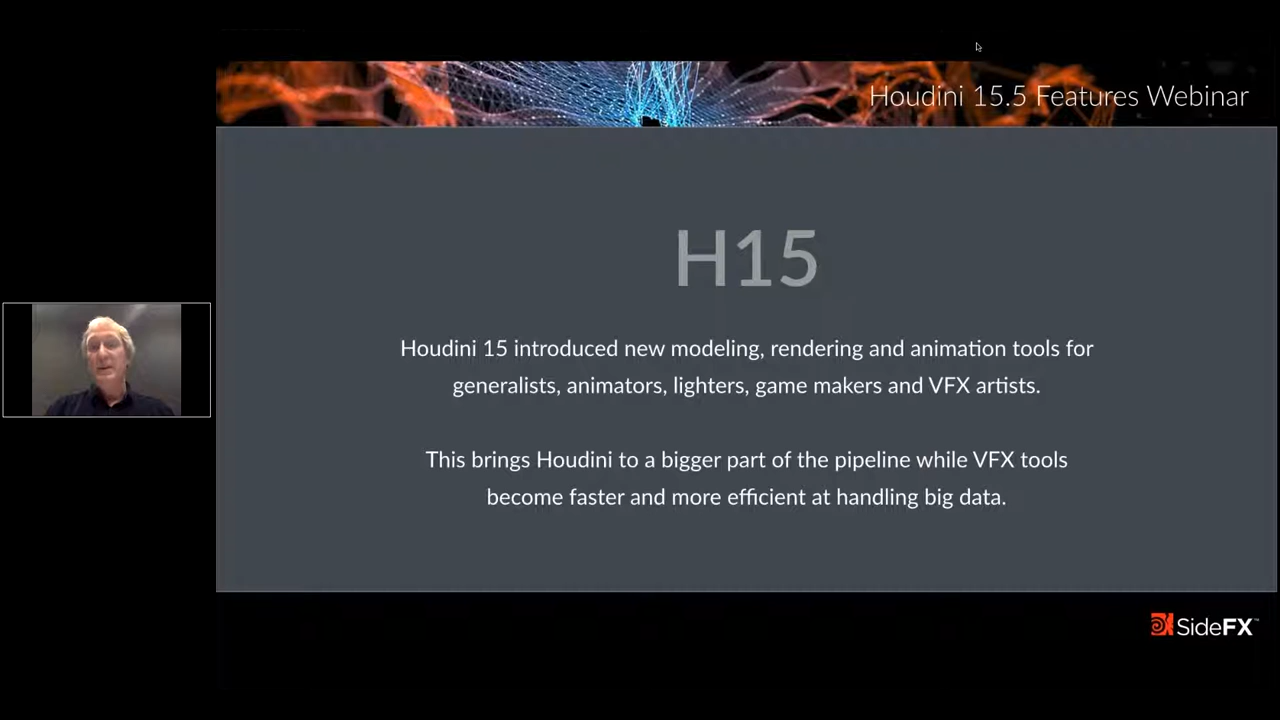 Houdini 15.5 Features Webinar
H15
Houdini 15 introduced new modeling, rendering and animation tools for
generalists, animators, lighters, game makers and VFX artists.
This brings Houdini to a bigger part of the pipeline while VFX tools
become faster and more efficient at handling big data.
SideFX™